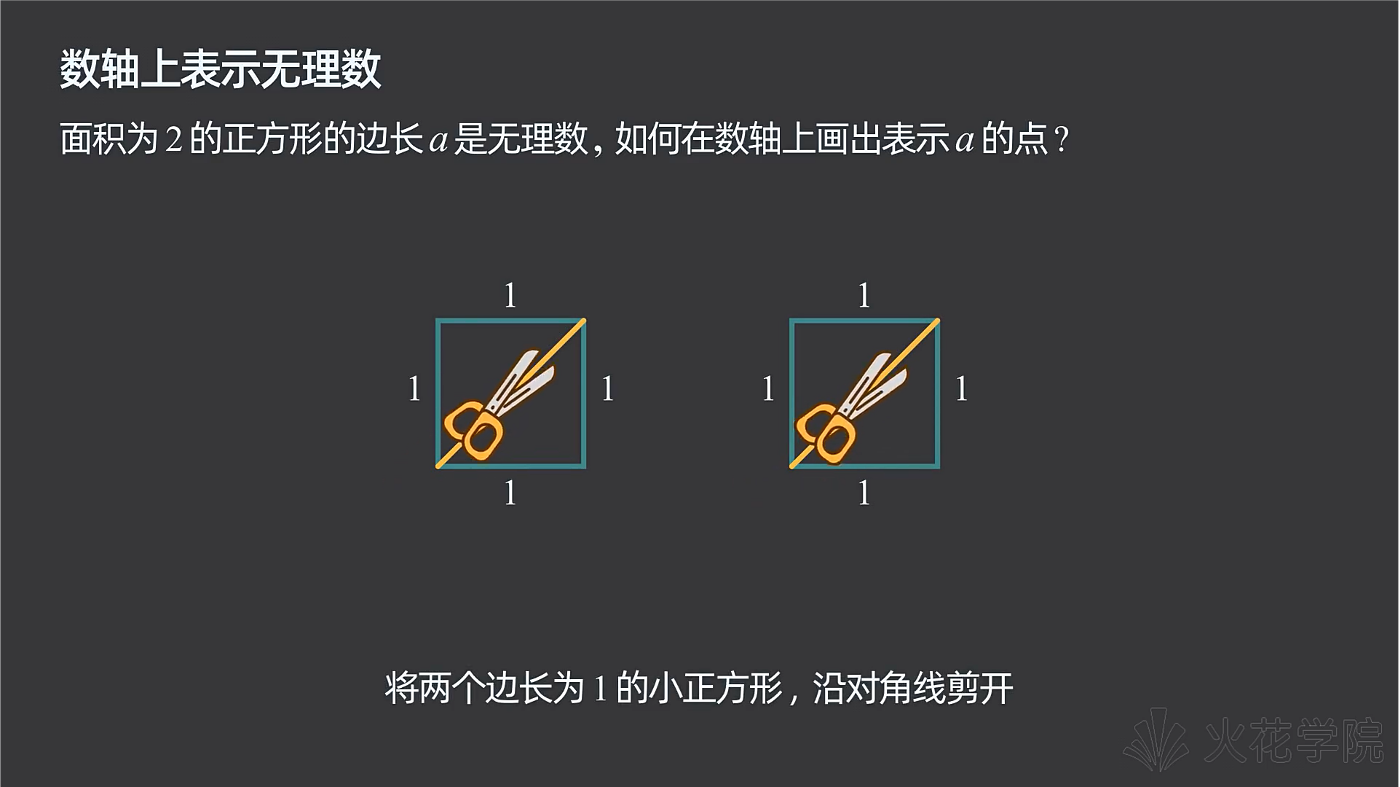 数轴上表示无理数
面积为 2 的正方形的边长 a 是无理数，如何在数轴上画出表示 a 的点？
1 1
1 1 1 1
1 1
将两个边长为 1 的小正方形，沿对角线剪开
火花学院